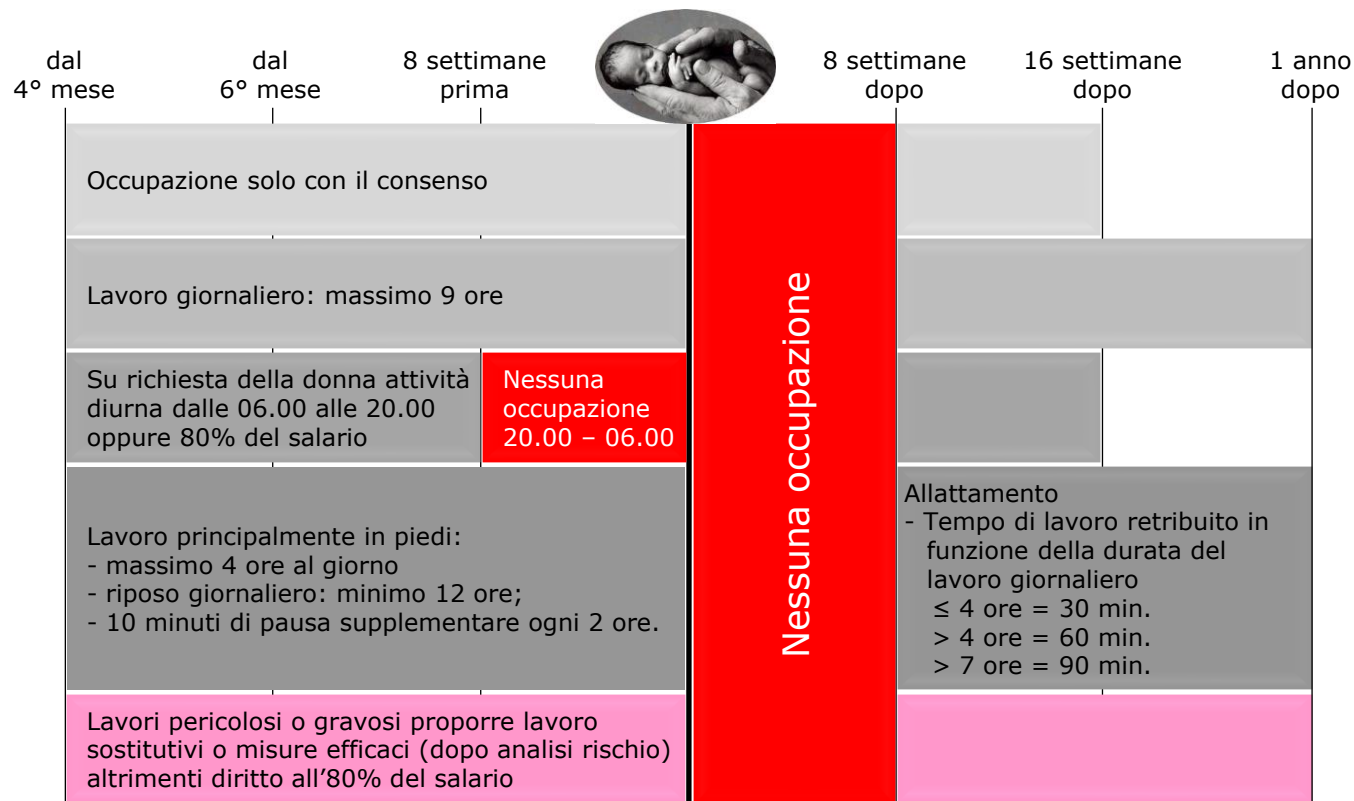 dal
4° mese
dal
6° mese
8 settimane
prima
8 settimane
dopo
16 settimane
dopo
1 anno
dopo
Occupazione solo con il consenso
Lavoro giornaliero: massimo 9 ore
Su richiesta della donna attività
diurna dalle 06.00 alle 20.00
oppure 80% del salario
Nessuna
occupazione
20.00 – 06.00
Nessuna occupazione
Lavoro principalmente in piedi:
- massimo 4 ore al giorno
- riposo giornaliero: minimo 12 ore;
- 10 minuti di pausa supplementare ogni 2 ore.
Allattamento
- Tempo di lavoro retribuito in
funzione della durata del
lavoro giornaliero
≤ 4 ore = 30 min.
> 4 ore = 60 min.
> 7 ore = 90 min.
Lavori pericolosi o gravosi proporre lavoro
sostitutivi o misure efficaci (dopo analisi rischio)
altrimenti diritto all’80% del salario